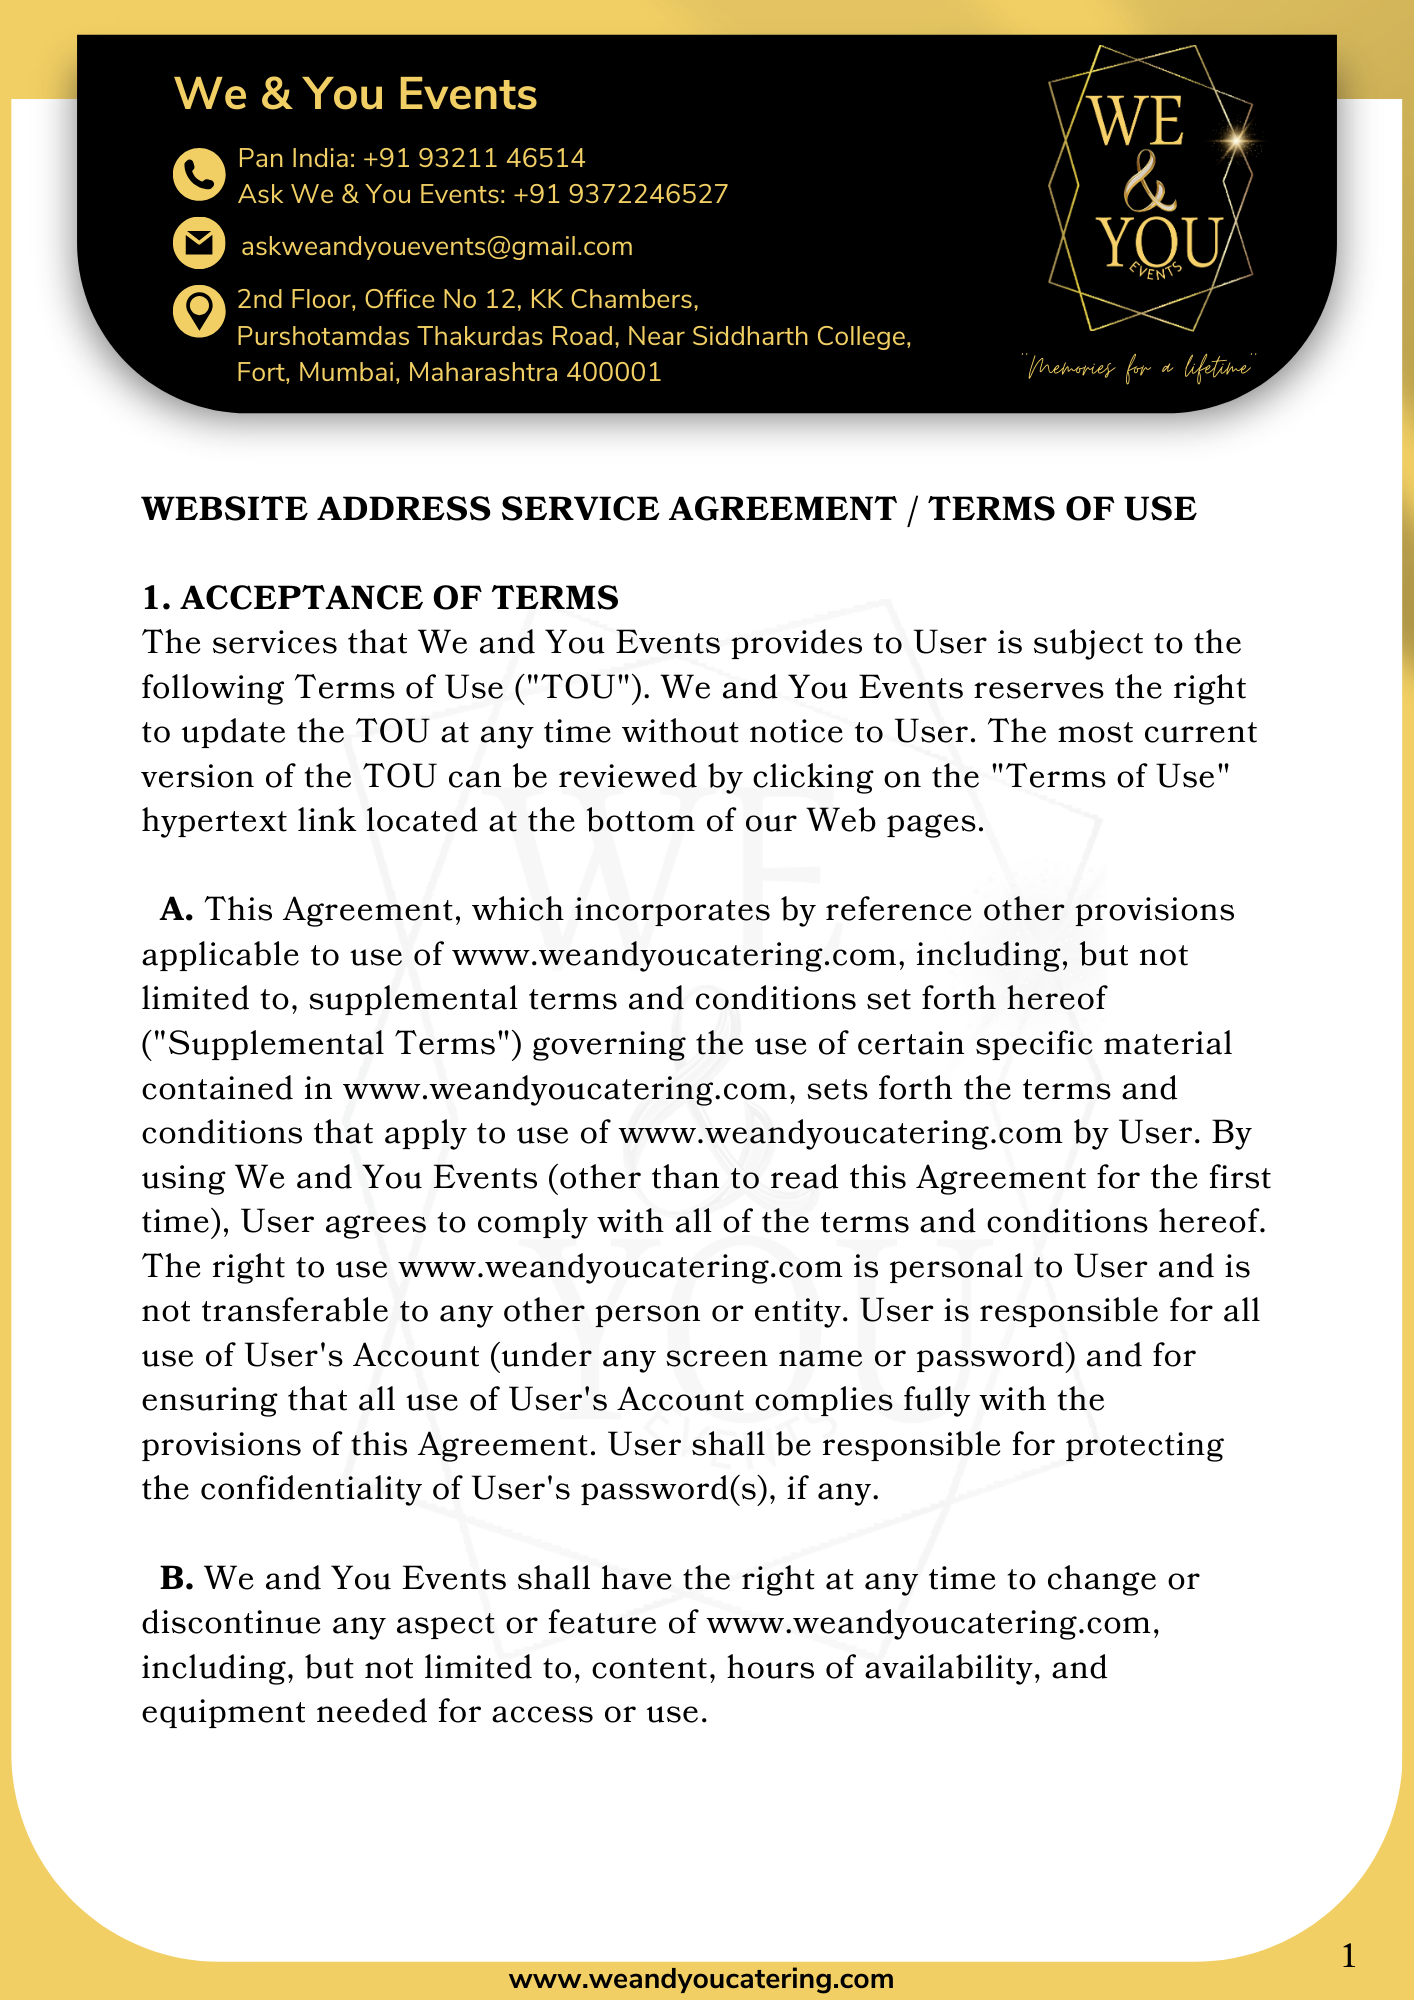 We & You Events
Pan India: +91 93211 46514
Ask We & You Events: +91 9372246527
askweandyouevents@gmail.com
2nd Floor, Office No 12, KK Chambers,
Purshotamdas Thakurdas Road, Near Siddharth College,
Fort, Mumbai, Maharashtra 400001
WE
&
YOU
EVENTS
"Memories for a lifetime"
WEBSITE ADDRESS SERVICE AGREEMENT / TERMS OF USE
1. ACCEPTANCE OF TERMS
The services that We and You Events provides to User is subject to the
following Terms of Use ("TOU"). We and You Events reserves the right
to update the TOU at any time without notice to User. The most current
version of the TOU can be reviewed by clicking on the "Terms of Use"
hypertext link located at the bottom of our Web pages.
A. This Agreement, which incorporates by reference other provisions
applicable to use of www.weandyoucatering.com, including, but not
limited to, supplemental terms and conditions set forth hereof
("Supplemental Terms") governing the use of certain specific material
contained in www.weandyoucatering.com, sets forth the terms and
conditions that apply to use of www.weandyoucatering.com by User. By
using We and You Events (other than to read this Agreement for the first
time), User agrees to comply with all of the terms and conditions hereof.
The right to use www.weandyoucatering.com is personal to User and is
not transferable to any other person or entity. User is responsible for all
use of User's Account (under any screen name or password) and for
ensuring that all use of User's Account complies fully with the
provisions of this Agreement. User shall be responsible for protecting
the confidentiality of User's password(s), if any.
B. We and You Events shall have the right at any time to change or
discontinue any aspect or feature of www.weandyoucatering.com,
including, but not limited to, content, hours of availability, and
equipment needed for access or use.
WE
&
YOU
EVENTS
1
www.weandyoucatering.com